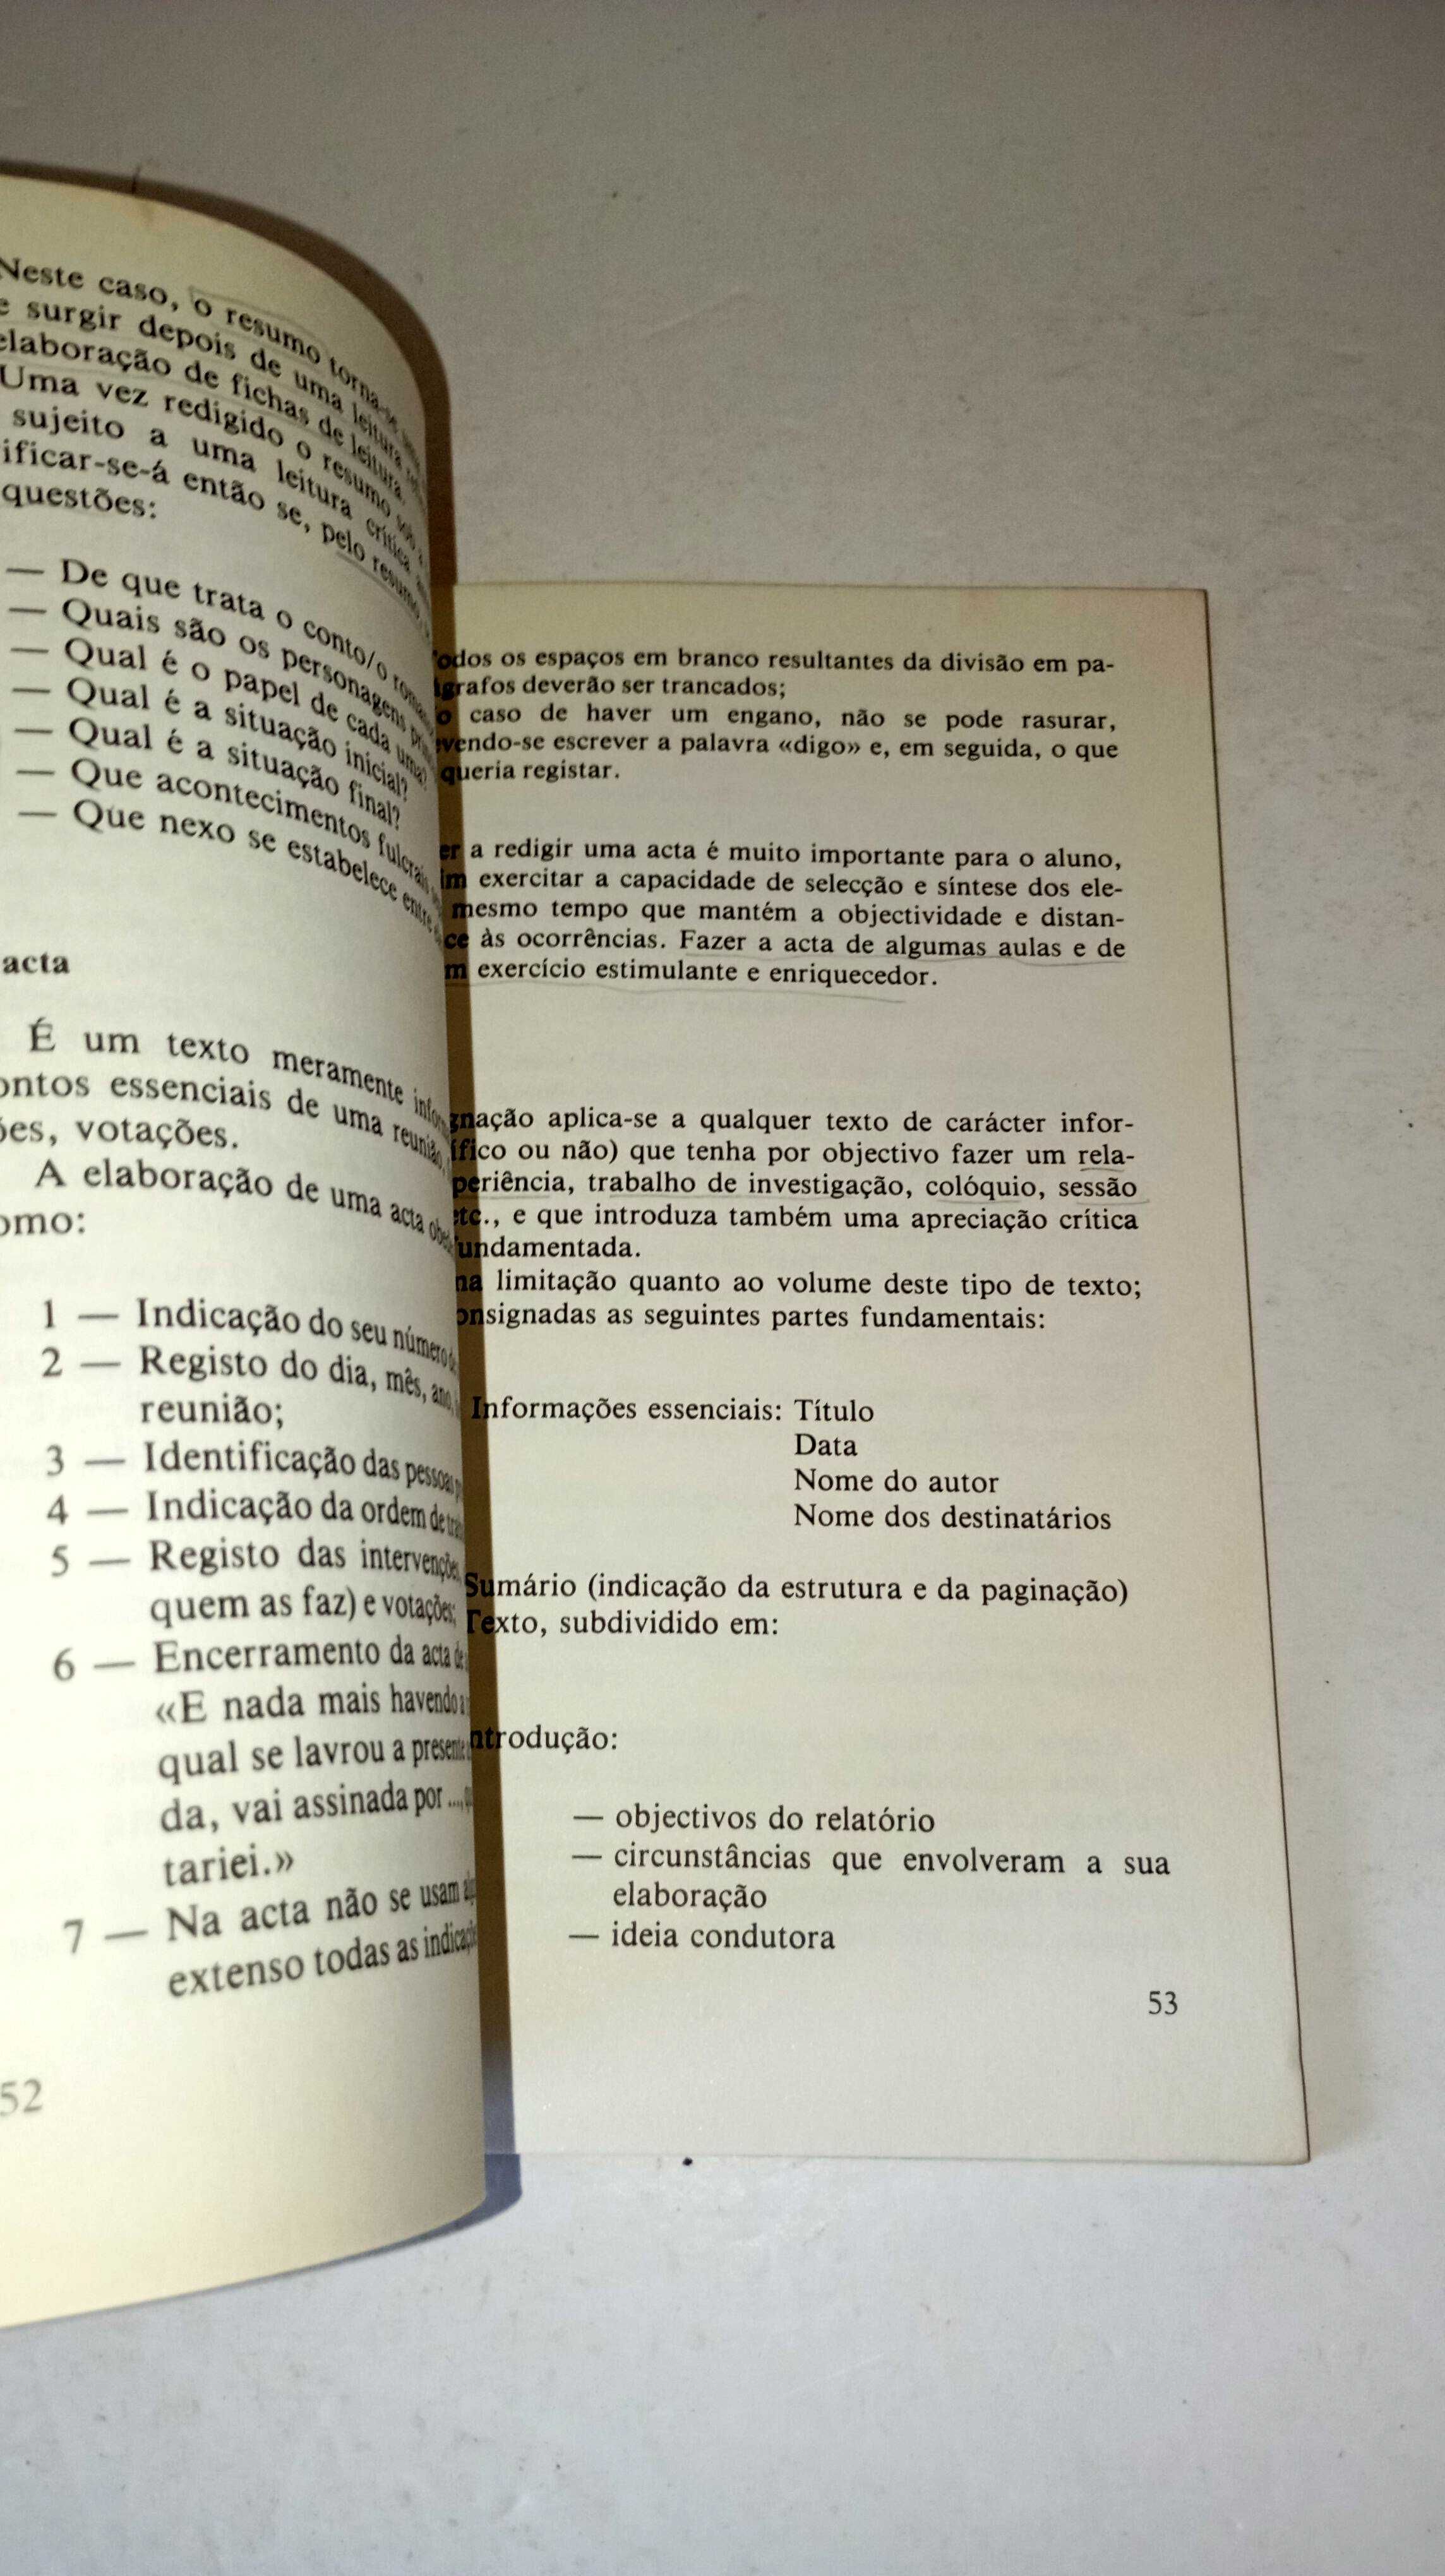 Neste caso, o resumo torna-se
surgir depois de uma leitura
elaboração de fichas de leitura.
Uma vez redigido o resumo sob
sujeito a uma leitura crítica
ificar-se-á então se, pelo resumo
questões:
— De que trata o conto/o
— Quais são os personagens
— Qual é o papel de cada uma?
— Qual é a situação inicial?
— Qual é a situação final?
— Que acontecimentos fulcrais
— Que nexo se estabelece entre
acta
É um texto meramente
ontos essenciais de uma reunião,
ões, votações.
A elaboração de uma acta
omo:
1 — Indicação do seu número
2 — Registo do dia, mês, ano,
reunião;
3 — Identificação das pessoas
4 — Indicação da ordem de
5 — Registo das intervenções
quem as faz) e votações;
6 — Encerramento da acta
«E nada mais havendo a
qual se lavrou a presente
da, vai assinada por ...,
tariei.»
7 — Na acta não se usam
extenso todas as
52
odos os espaços em branco resultantes da divisão em pa-
grafos deverão ser trancados;
o caso de haver um engano, não se pode rasurar,
vendo-se escrever a palavra «digo» e, em seguida, o que
queria registar.
er a redigir uma acta é muito importante para o aluno,
im exercitar a capacidade de selecção e síntese dos ele-
mesmo tempo que mantém a objectividade e distan-
ce às ocorrências. Fazer a acta de algumas aulas e de
m exercício estimulante e enriquecedor.
gnação aplica-se a qualquer texto de carácter infor-
ífico ou não) que tenha por objectivo fazer um rela-
periência, trabalho de investigação, colóquio, sessão
etc., e que introduza também uma apreciação crítica
fundamentada.
na limitação quanto ao volume deste tipo de texto;
onsignadas as seguintes partes fundamentais:
Informações essenciais: Título
Data
Nome do autor
Nome dos destinatários
Sumário (indicação da estrutura e da paginação)
Texto, subdividido em:
ntrodução:
— objectivos do relatório
— circunstâncias que envolveram a sua
elaboração
— ideia condutora
53